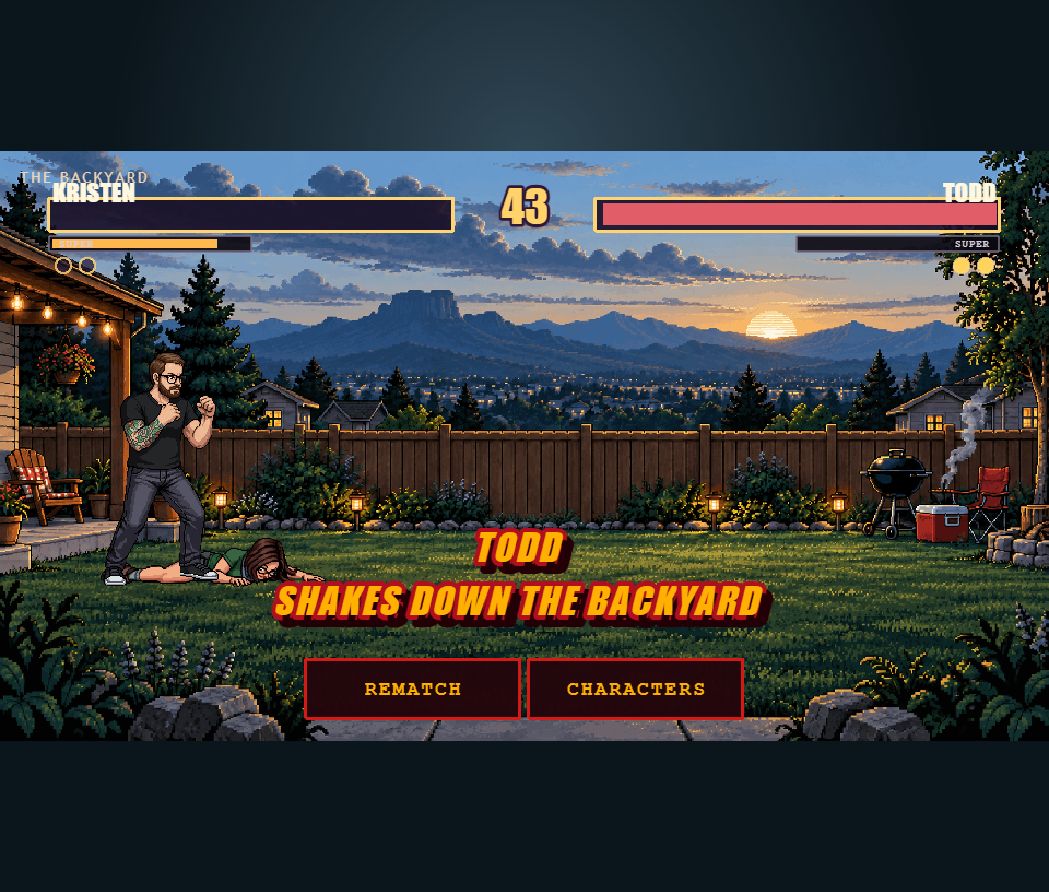 THE BACKYARD
KRISTEN
43
TODD
SUPER
SUPER
TODD
SHAKES DOWN THE BACKYARD
REMATCH
CHARACTERS